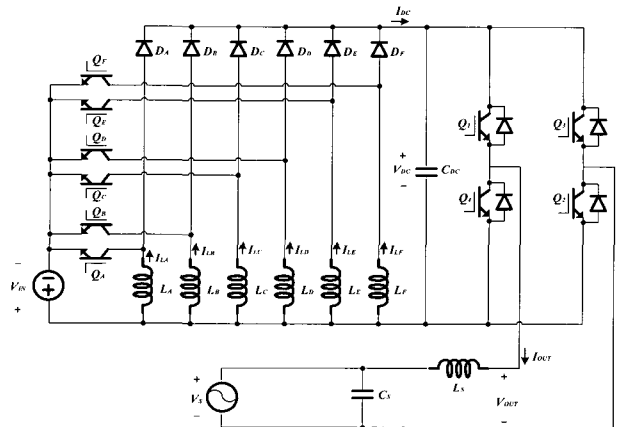 I_DC
D_A D_B D_C D_D D_E D_F
Q_F
Q_E
Q_D
Q_C
Q_B
Q_A
Q_1
Q_3
+
V_DC
−
C_DC
Q_4
Q_2
I_LA I_LB I_LC I_LD I_LE I_LF
−
V_IN
+
L_A L_B L_C L_D L_E L_F
I_OUT
L_S
+
V_S
−
C_S
+
V_OUT
−